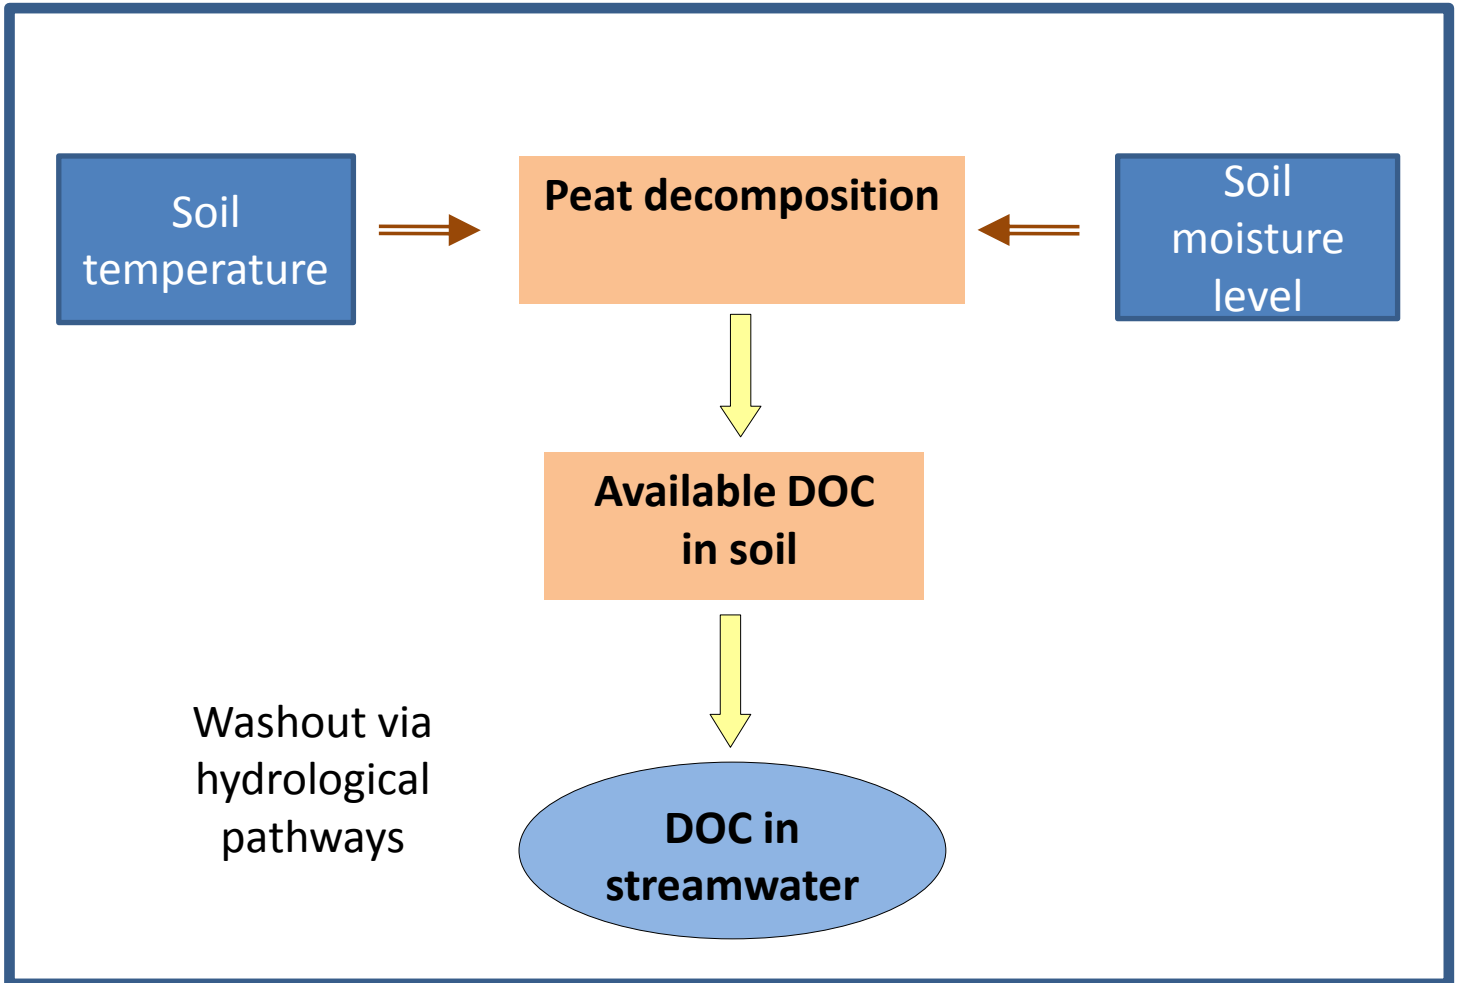 Soil
temperature
Peat decomposition
Soil
moisture
level
Available DOC
in soil
Washout via
hydrological
pathways
DOC in
streamwater